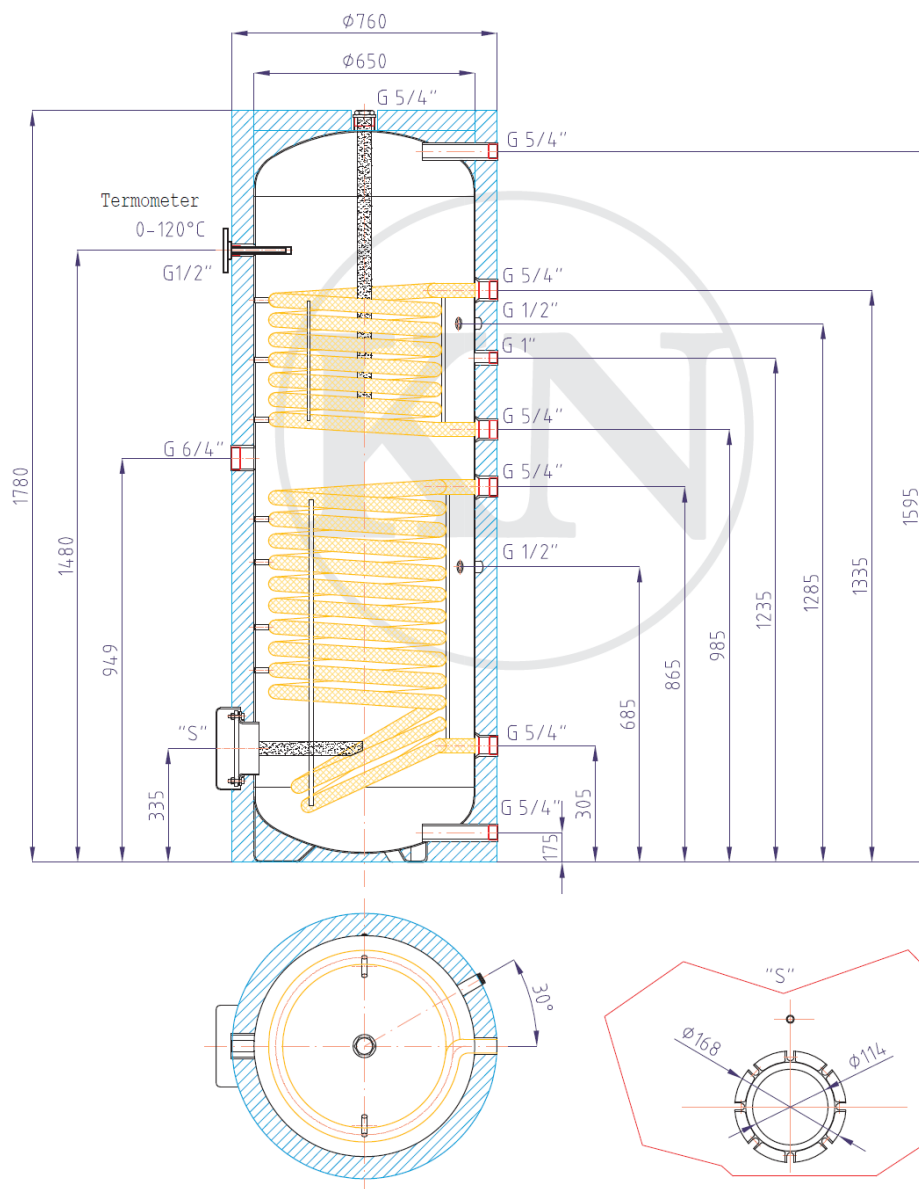 Ø760
Ø650
G 5/4"
G 5/4"
Termometer
0-120°C
G1/2"
G 5/4"
G 1/2"
G 1"
G 5/4"
G 6/4"
G 5/4"
G 1/2"
"S"
G 5/4"
G 5/4"
1780
1480
949
335
175
305
685
865
985
1235
1285
1335
1595
KN
30°
"S"
Ø168
Ø114